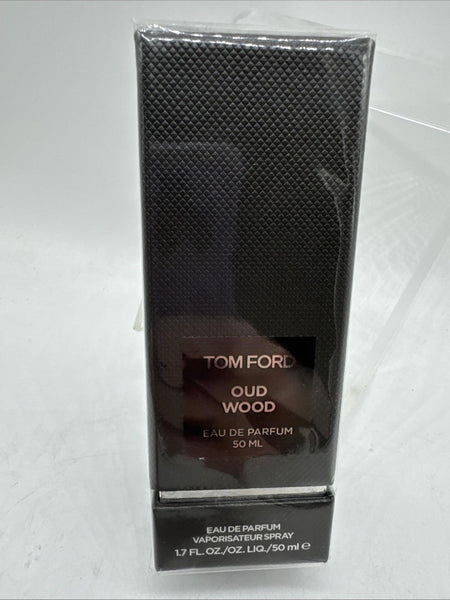 TOM FORD
OUD
WOOD
EAU DE PARFUM
50 ML
EAU DE PARFUM
VAPORISATEUR SPRAY
1.7 FL.OZ./OZ. LIQ./50 ml ℮